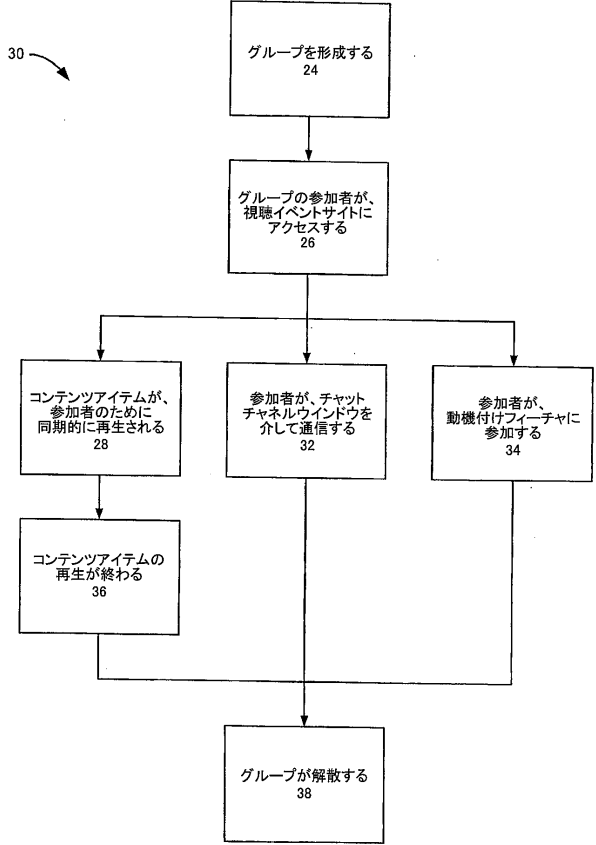 30
グループを形成する
24
グループの参加者が、
視聴イベントサイトに
アクセスする
26
コンテンツアイテムが、
参加者のために
同期的に再生される
28
参加者が、チャット
チャネルウインドウを
介して通信する
32
参加者が、
動機付けフィーチャに
参加する
34
コンテンツアイテムの
再生が終わる
36
グループが解散する
38